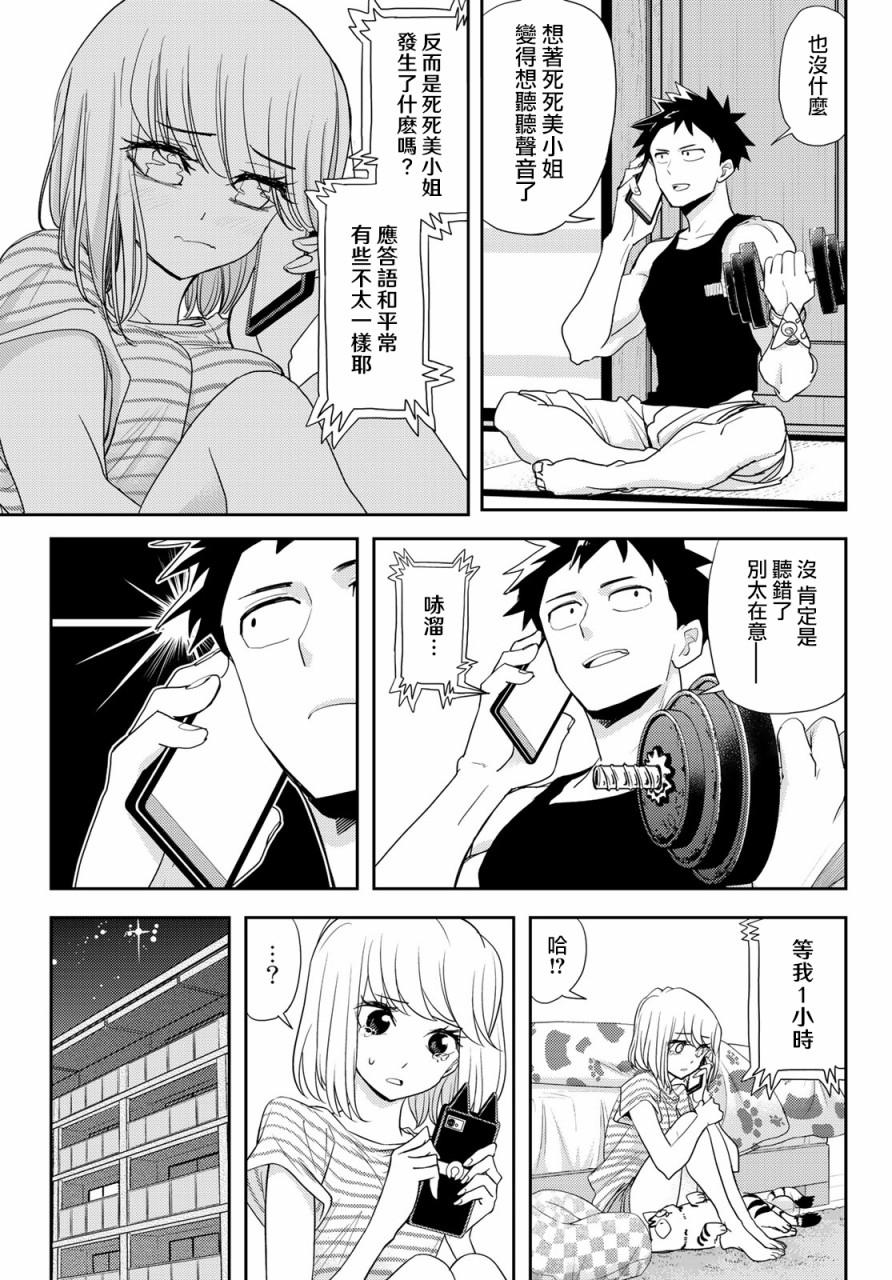 也沒什麼
想著死死美小姐
變得想聽聽聲音了
反而是死死美小姐
發生了什麽嗎？
應答語和平常
有些不太一樣耶
沒 肯定是
聽錯了
別太在意——
哧溜…
等我1小時
哈!?
…?